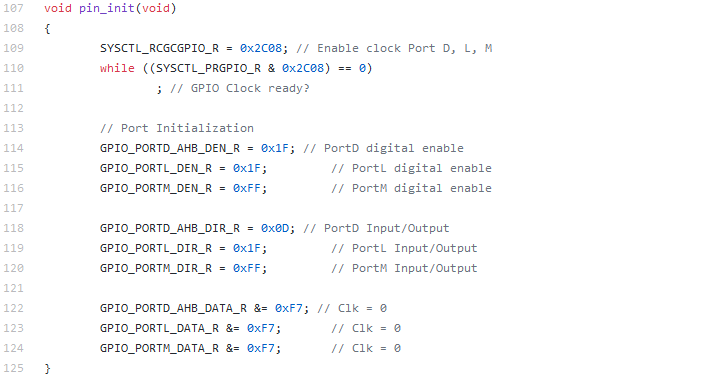 107 void pin_init(void)
108 {
109 SYSCTL_RCGCGPIO_R = 0x2C08; // Enable clock Port D, L, M
110 while ((SYSCTL_PRGPIO_R & 0x2C08) == 0)
111 ; // GPIO Clock ready?
112
113 // Port Initialization
114 GPIO_PORTD_AHB_DEN_R = 0x1F; // PortD digital enable
115 GPIO_PORTL_DEN_R = 0x1F; // PortL digital enable
116 GPIO_PORTM_DEN_R = 0xFF; // PortM digital enable
117
118 GPIO_PORTD_AHB_DIR_R = 0x0D; // PortD Input/Output
119 GPIO_PORTL_DIR_R = 0x1F; // PortL Input/Output
120 GPIO_PORTM_DIR_R = 0xFF; // PortM Input/Output
121
122 GPIO_PORTD_AHB_DATA_R &= 0xF7; // Clk = 0
123 GPIO_PORTL_DATA_R &= 0xF7; // Clk = 0
124 GPIO_PORTM_DATA_R &= 0xF7; // Clk = 0
125 }